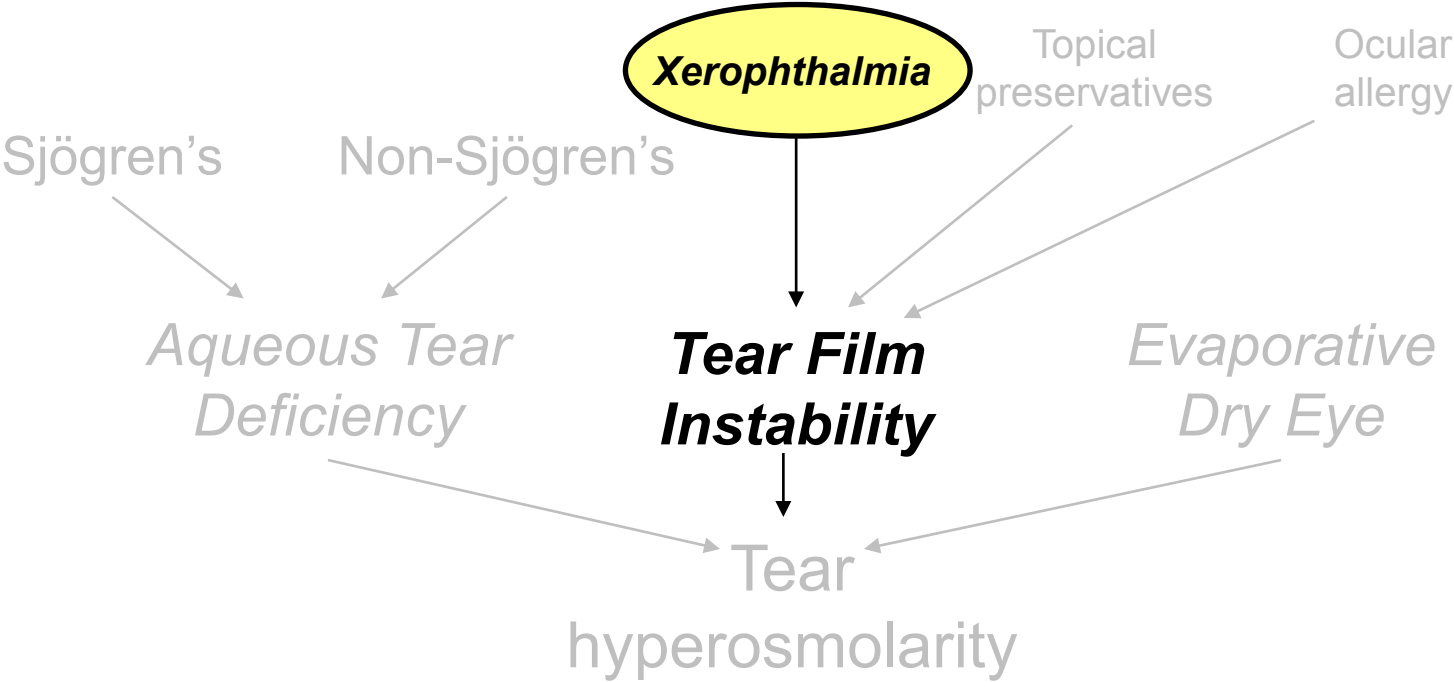 Xerophthalmia
Topical
preservatives
Ocular
allergy
Sjögren’s
Non-Sjögren’s
Aqueous Tear
Deficiency
Tear Film
Instability
Evaporative
Dry Eye
Tear
hyperosmolarity